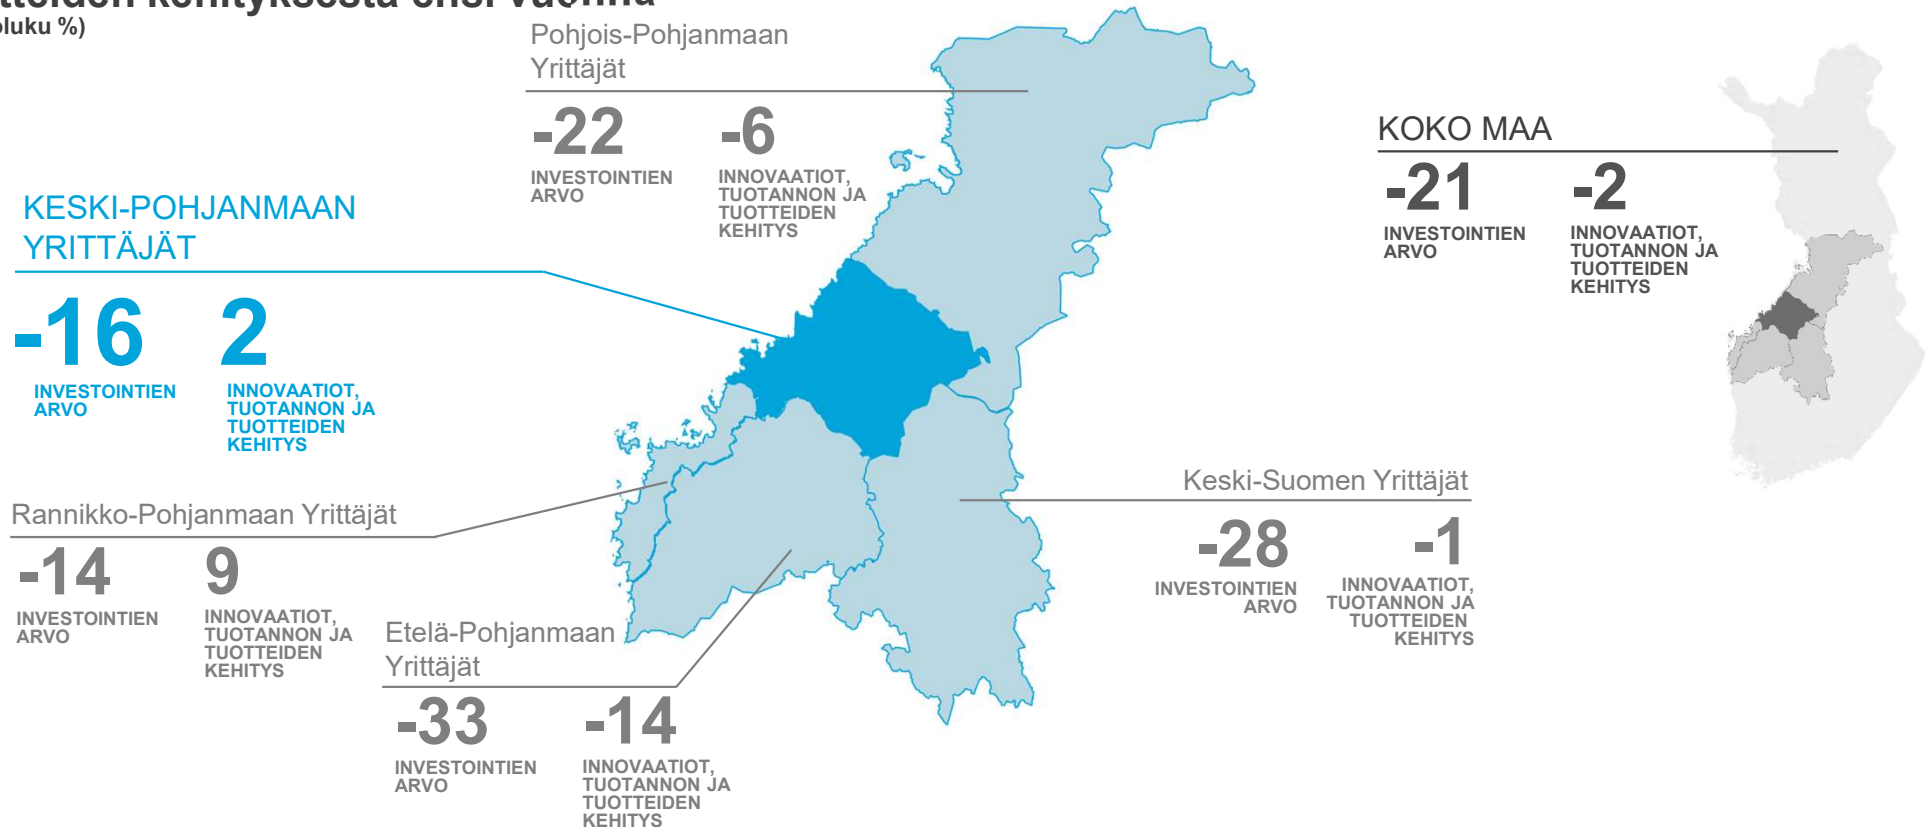 kehityksestä ensi vuonna
%)
Pohjois-Pohjanmaan
Yrittäjät
-22
INVESTOINTIEN
ARVO
-6
INNOVAATIOT,
TUOTANNON JA
TUOTTEIDEN
KEHITYS
KOKO MAA
-21
INVESTOINTIEN
ARVO
-2
INNOVAATIOT,
TUOTANNON JA
TUOTTEIDEN
KEHITYS
KESKI-POHJANMAAN
YRITTÄJÄT
-16
INVESTOINTIEN
ARVO
2
INNOVAATIOT,
TUOTANNON JA
TUOTTEIDEN
KEHITYS
Rannikko-Pohjanmaan Yrittäjät
-14
INVESTOINTIEN
ARVO
9
INNOVAATIOT,
TUOTANNON JA
TUOTTEIDEN
KEHITYS
Keski-Suomen Yrittäjät
-28
INVESTOINTIEN
ARVO
-1
INNOVAATIOT,
TUOTANNON JA
TUOTTEIDEN
KEHITYS
Etelä-Pohjanmaan
Yrittäjät
-33
INVESTOINTIEN
ARVO
-14
INNOVAATIOT,
TUOTANNON JA
TUOTTEIDEN
KEHITYS